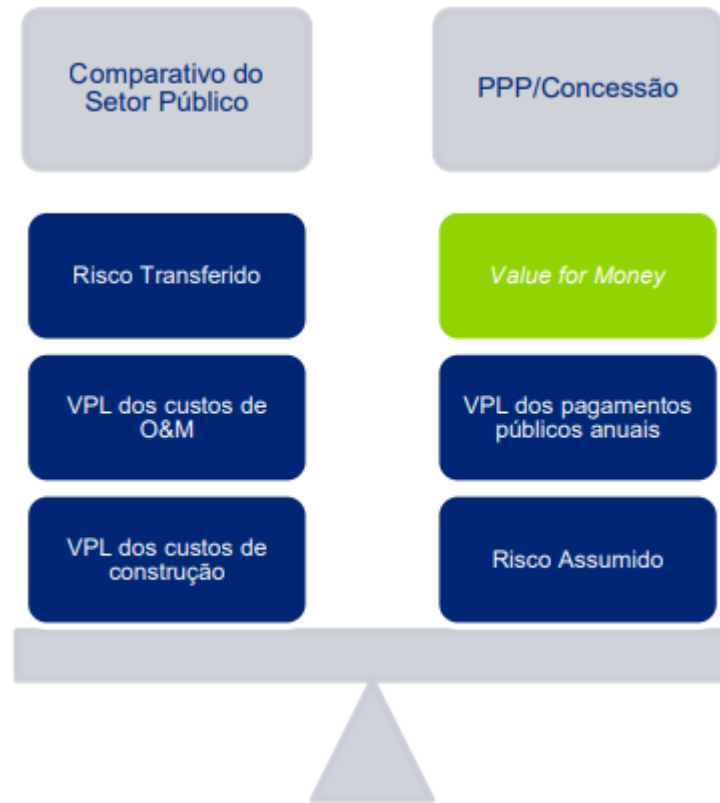 Comparativo do
Setor Público
PPP/Concessão
Risco Transferido
Value for Money
VPL dos custos de
O&M
VPL dos pagamentos
públicos anuais
VPL dos custos de
construção
Risco Assumido